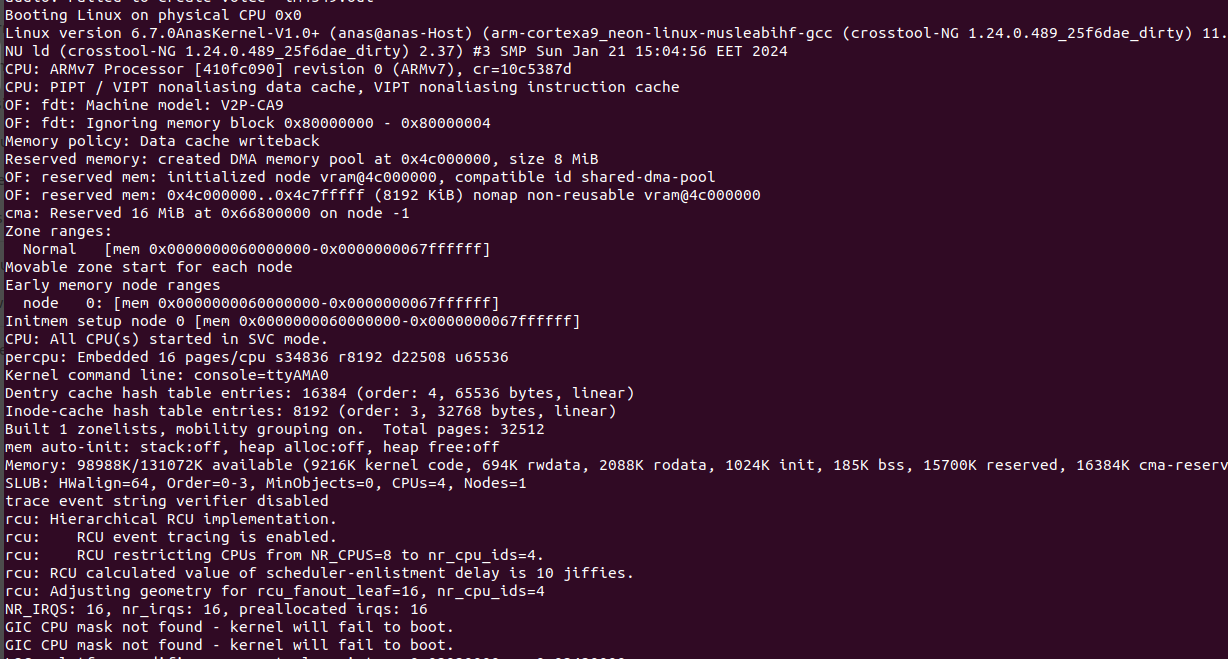 Booting Linux on physical CPU 0x0
Linux version 6.7.0AnasKernel-V1.0+ (anas@anas-Host) (arm-cortexa9_neon-linux-musleabihf-gcc (crosstool-NG 1.24.0.489_25f6dae_dirty) 11.
NU ld (crosstool-NG 1.24.0.489_25f6dae_dirty) 2.37) #3 SMP Sun Jan 21 15:04:56 EET 2024
CPU: ARMv7 Processor [410fc090] revision 0 (ARMv7), cr=10c5387d
CPU: PIPT / VIPT nonaliasing data cache, VIPT nonaliasing instruction cache
OF: fdt: Machine model: V2P-CA9
OF: fdt: Ignoring memory block 0x80000000 - 0x80000004
Memory policy: Data cache writeback
Reserved memory: created DMA memory pool at 0x4c000000, size 8 MiB
OF: reserved mem: initialized node vram@4c000000, compatible id shared-dma-pool
OF: reserved mem: 0x4c000000..0x4c7fffff (8192 KiB) nomap non-reusable vram@4c000000
cma: Reserved 16 MiB at 0x66800000 on node -1
Zone ranges:
  Normal   [mem 0x0000000060000000-0x0000000067ffffff]
Movable zone start for each node
Early memory node ranges
  node   0: [mem 0x0000000060000000-0x0000000067ffffff]
Initmem setup node 0 [mem 0x0000000060000000-0x0000000067ffffff]
CPU: All CPU(s) started in SVC mode.
percpu: Embedded 16 pages/cpu s34836 r8192 d22508 u65536
Kernel command line: console=ttyAMA0
Dentry cache hash table entries: 16384 (order: 4, 65536 bytes, linear)
Inode-cache hash table entries: 8192 (order: 3, 32768 bytes, linear)
Built 1 zonelists, mobility grouping on.  Total pages: 32512
mem auto-init: stack:off, heap alloc:off, heap free:off
Memory: 98988K/131072K available (9216K kernel code, 694K rwdata, 2088K rodata, 1024K init, 185K bss, 15700K reserved, 16384K cma-reserv
SLUB: HWalign=64, Order=0-3, MinObjects=0, CPUs=4, Nodes=1
trace event string verifier disabled
rcu: Hierarchical RCU implementation.
rcu:    RCU event tracing is enabled.
rcu:    RCU restricting CPUs from NR_CPUS=8 to nr_cpu_ids=4.
rcu: RCU calculated value of scheduler-enlistment delay is 10 jiffies.
rcu: Adjusting geometry for rcu_fanout_leaf=16, nr_cpu_ids=4
NR_IRQS: 16, nr_irqs: 16, preallocated irqs: 16
GIC CPU mask not found - kernel will fail to boot.
GIC CPU mask not found - kernel will fail to boot.